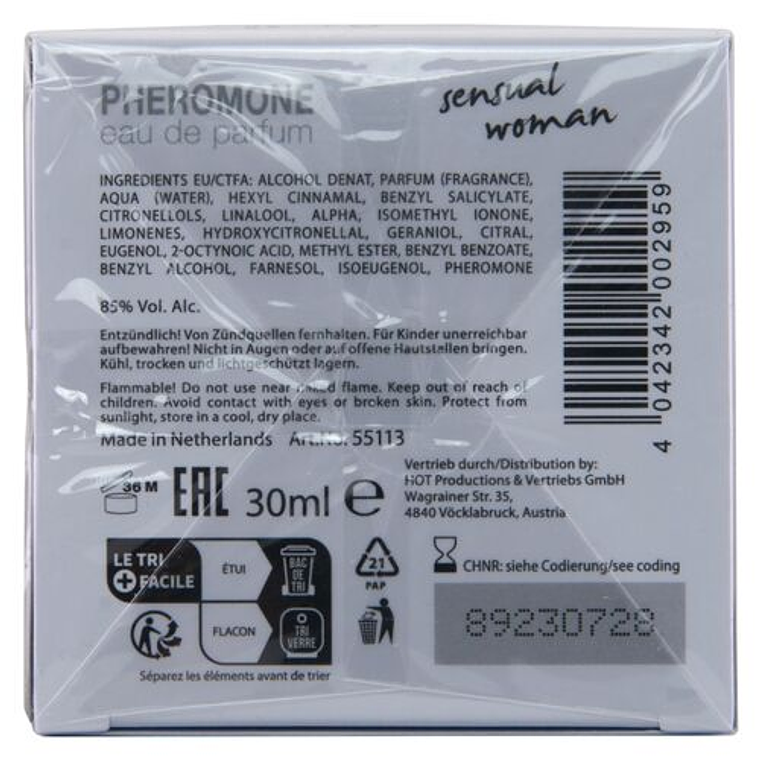 PHEROMONE
eau de parfum
sensual
woman
INGREDIENTS EU/CTFA: ALCOHOL DENAT, PARFUM (FRAGRANCE),
AQUA (WATER), HEXYL CINNAMAL, BENZYL SALICYLATE,
CITRONELLOLS, LINALOOL, ALPHA, ISOMETHYL IONONE,
LIMONENES, HYDROXYCITRONELLAL, GERANIOL, CITRAL,
EUGENOL, 2-OCTYNOIC ACID, METHYL ESTER, BENZYL BENZOATE,
BENZYL ALCOHOL, FARNESOL, ISOEUGENOL, PHEROMONE
85% Vol. Alc.
Entzündlich! Von Zündquellen fernhalten. Für Kinder unerreichbar
aufbewahren! Nicht in Augen oder auf offene Hautstellen bringen.
Kühl, trocken und lichtgeschützt lagern.
Flammable! Do not use near naked flame. Keep out of reach of
children. Avoid contact with eyes or broken skin. Protect from
sunlight, store in a cool, dry place.
Made in Netherlands Art.No. 55113
4 042342 002959
36 M
EAC 30ml e
Vertrieb durch/Distribution by:
HOT Productions & Vertriebs GmbH
Wagrainer Str. 35,
4840 Vöcklabruck, Austria
LE TRI
+ FACILE
ÉTUI
BAC
DE
TRI
FLACON
TRI
VERRE
Séparez les éléments avant de trier
21
PAP
CHNR: siehe Codierung/see coding
89230728